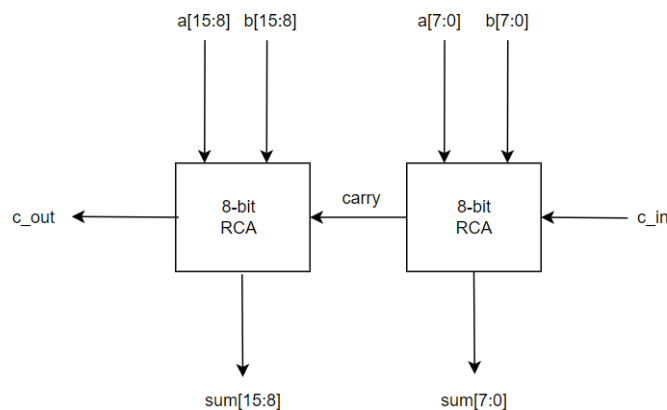 a[15:8] b[15:8] a[7:0] b[7:0]
c_out
8-bit
RCA
carry
8-bit
RCA
c_in
sum[15:8] sum[7:0]